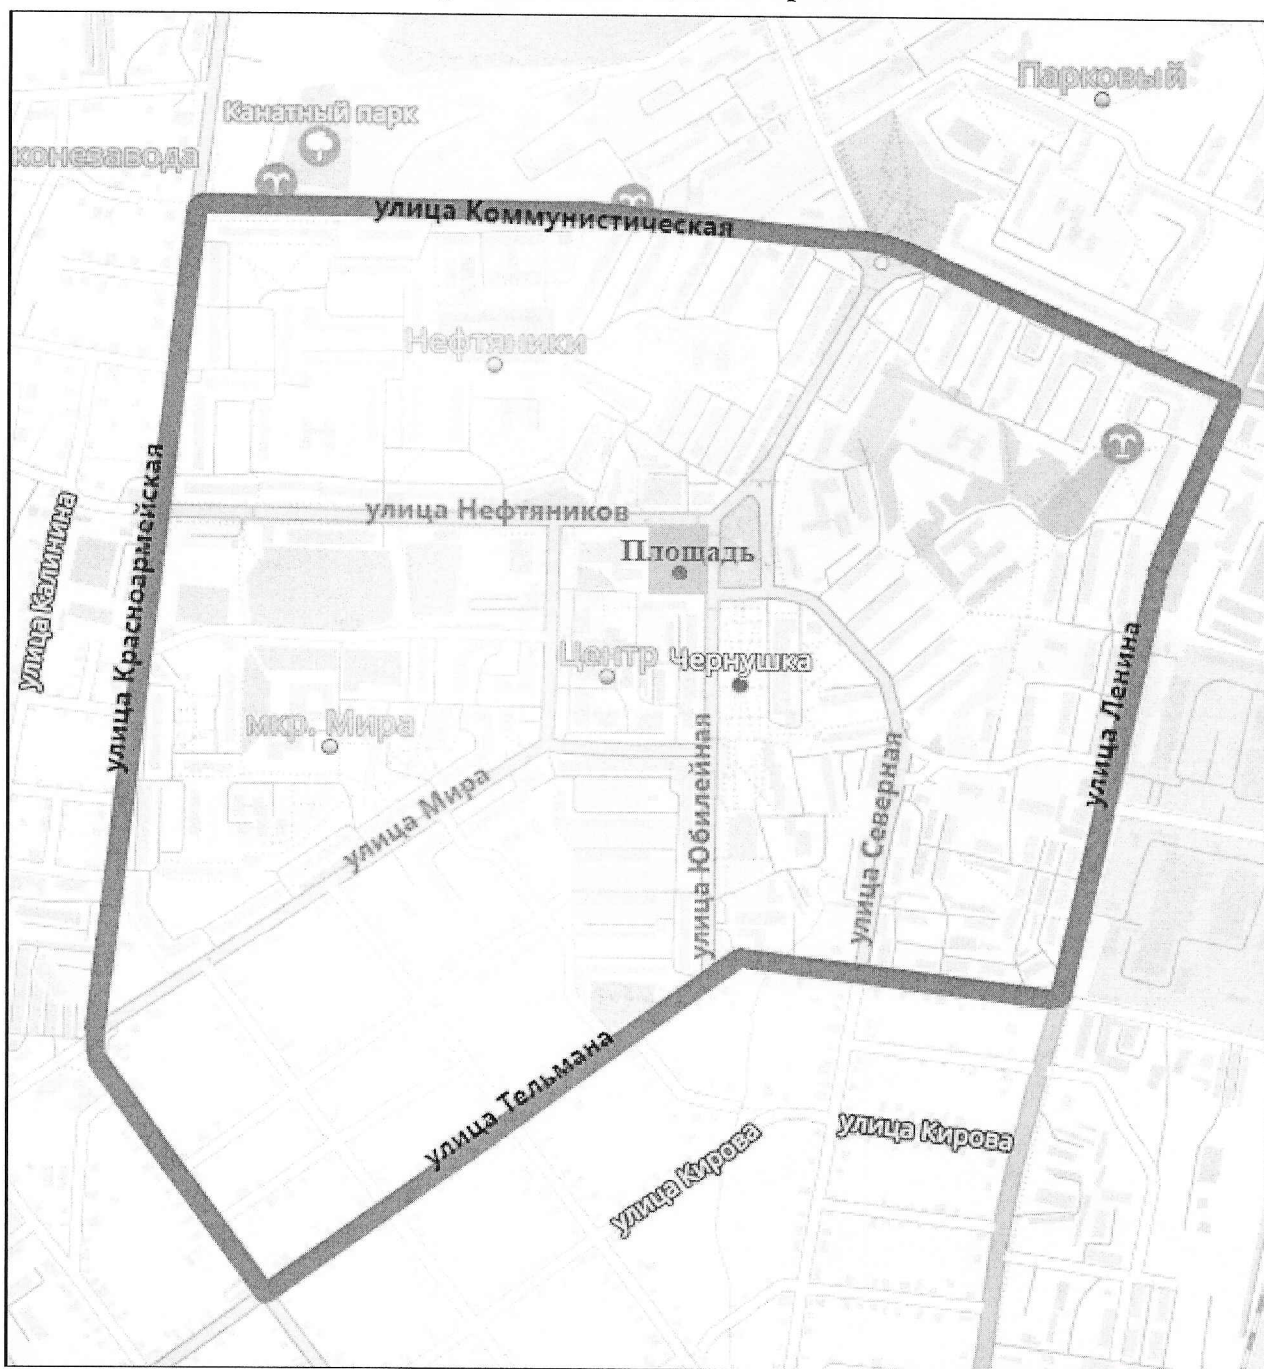 Парковый
Канатный парк
конезавода
улица Коммунистическая
Нефтяники
улица Нефтяников
Площадь
улица Калинина
улица Красноармейская
Центр
Чернушка
улица Ленина
мкр. Мира
улица Мира
улица Юбилейная
улица Северная
улица Тельмана
улица Кирова
улица Кирова